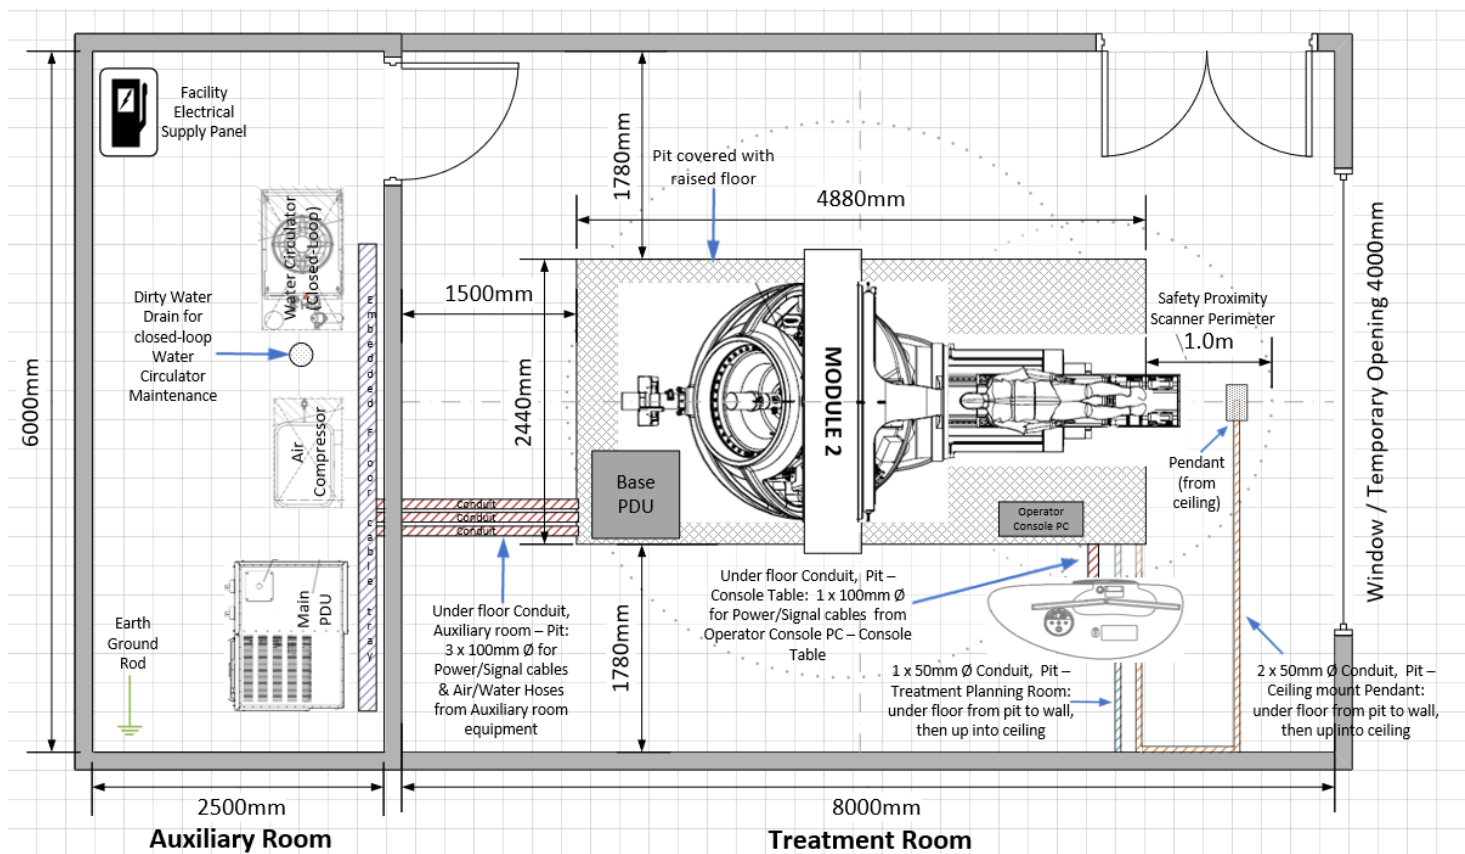 Facility
Electrical
Supply Panel
1780mm
Pit covered with
raised floor
4880mm
Water Circulator
(Closed-Loop)
Dirty Water
Drain for
closed-loop
Water
Circulator
Maintenance
Embedded Floor cable tray
1500mm
Safety Proximity
Scanner Perimeter
1.0m
Window / Temporary Opening 4000mm
6000mm
2440mm
MODULE 2
Air
Compressor
Pendant
(from
ceiling)
Base
PDU
Operator
Console PC
Conduit
Conduit
Conduit
Main
PDU
Earth
Ground
Rod
Under floor Conduit,
Auxiliary room – Pit:
3 x 100mm Ø for
Power/Signal cables
& Air/Water Hoses
from Auxiliary room
equipment
1780mm
Under floor Conduit, Pit –
Console Table: 1 x 100mm Ø
for Power/Signal cables from
Operator Console PC – Console
Table
1 x 50mm Ø Conduit, Pit –
Treatment Planning Room:
under floor from pit to wall,
then up into ceiling
2 x 50mm Ø Conduit, Pit –
Ceiling mount Pendant:
under floor from pit to wall,
then up into ceiling
2500mm
8000mm
Auxiliary Room
Treatment Room